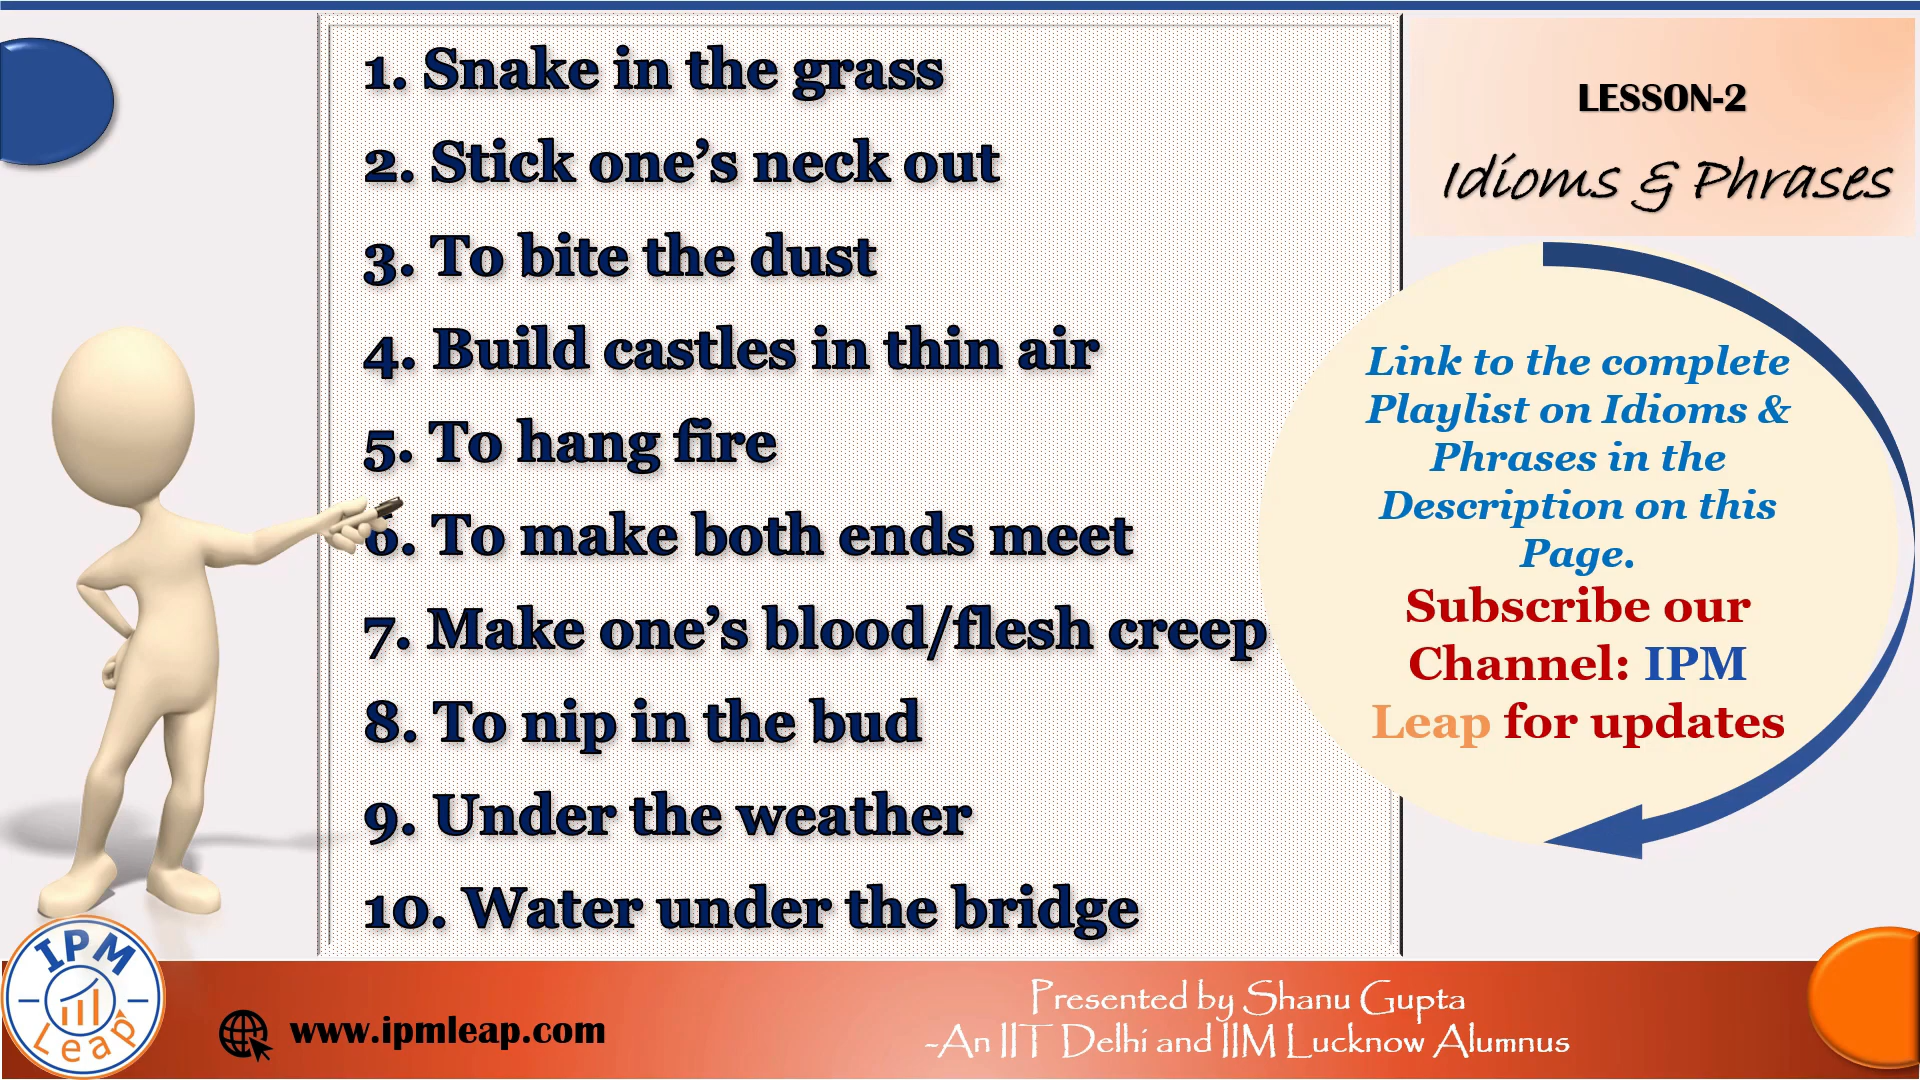 1. Snake in the grass
2. Stick one’s neck out
3. To bite the dust
4. Build castles in thin air
5. To hang fire
6. To make both ends meet
7. Make one’s blood/flesh creep
8. To nip in the bud
9. Under the weather
10. Water under the bridge
LESSON-2
Idioms & Phrases
Link to the complete
Playlist on Idioms &
Phrases in the
Description on this
Page.
Subscribe our
Channel: IPM
Leap for updates
IPM
Leap
www.ipmleap.com
Presented by Shanu Gupta
-An IIT Delhi and IIM Lucknow Alumnus